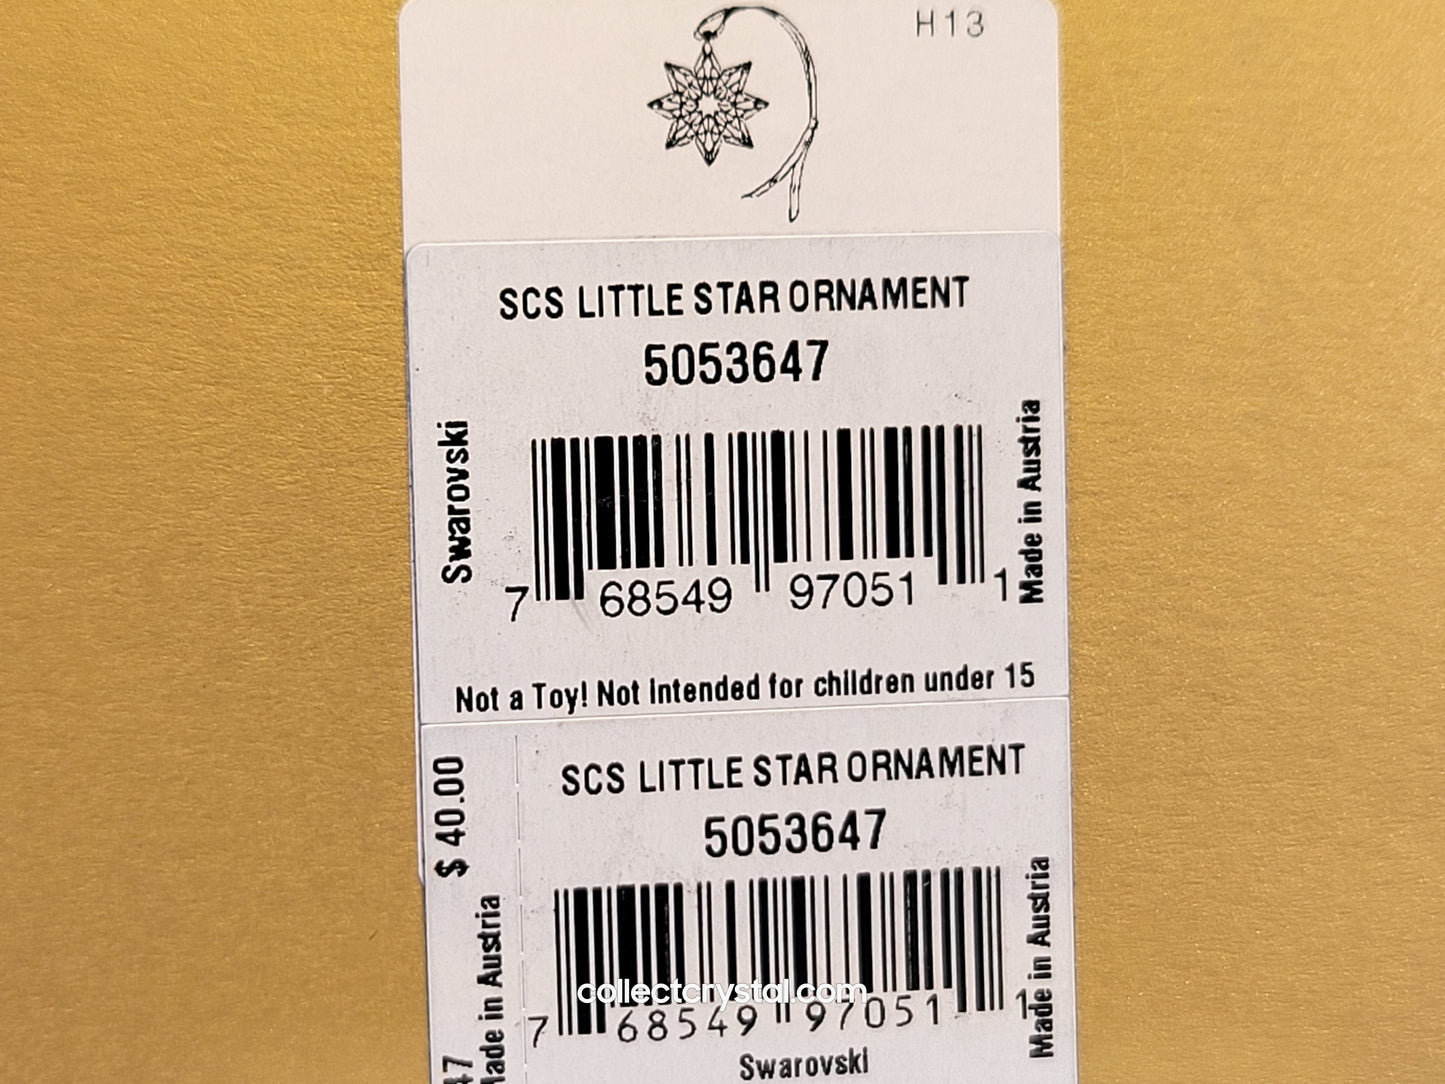 H13
SCS LITTLE STAR ORNAMENT
5053647
Swarovski
Made in Austria
7 68549 97051 1
Not a Toy! Not intended for children under 15
$ 40.00
SCS LITTLE STAR ORNAMENT
5053647
Made in Austria
Made in Austria
collectcrystal.com
7 68549 97051 1
47
Swarovski